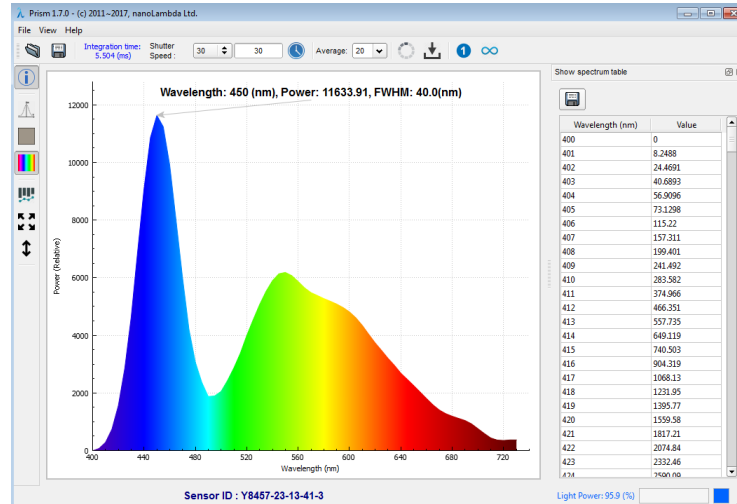 Prism 1.7.0 - (c) 2011~2017, nanoLambda Ltd.
File View Help
Integration time: 5.504 (ms)
Shutter Speed :
30
30
Average:
20
1
Wavelength: 450 (nm), Power: 11633.91, FWHM: 40.0(nm)
Power (Relative)
12000
10000
8000
6000
4000
2000
0
400 440 480 520 560 600 640 680 720
Wavelength (nm)
Sensor ID : Y8457-23-13-41-3
Show spectrum table
Wavelength (nm) Value
400 0
401 8.2488
402 24.4691
403 40.6893
404 56.9096
405 73.1298
406 115.22
407 157.311
408 199.401
409 241.492
410 283.582
411 374.966
412 466.351
413 557.735
414 649.119
415 740.503
416 904.319
417 1068.13
418 1231.95
419 1395.77
420 1559.58
421 1817.21
422 2074.84
423 2332.46
424 2590.09
Light Power: 95.9 (%)